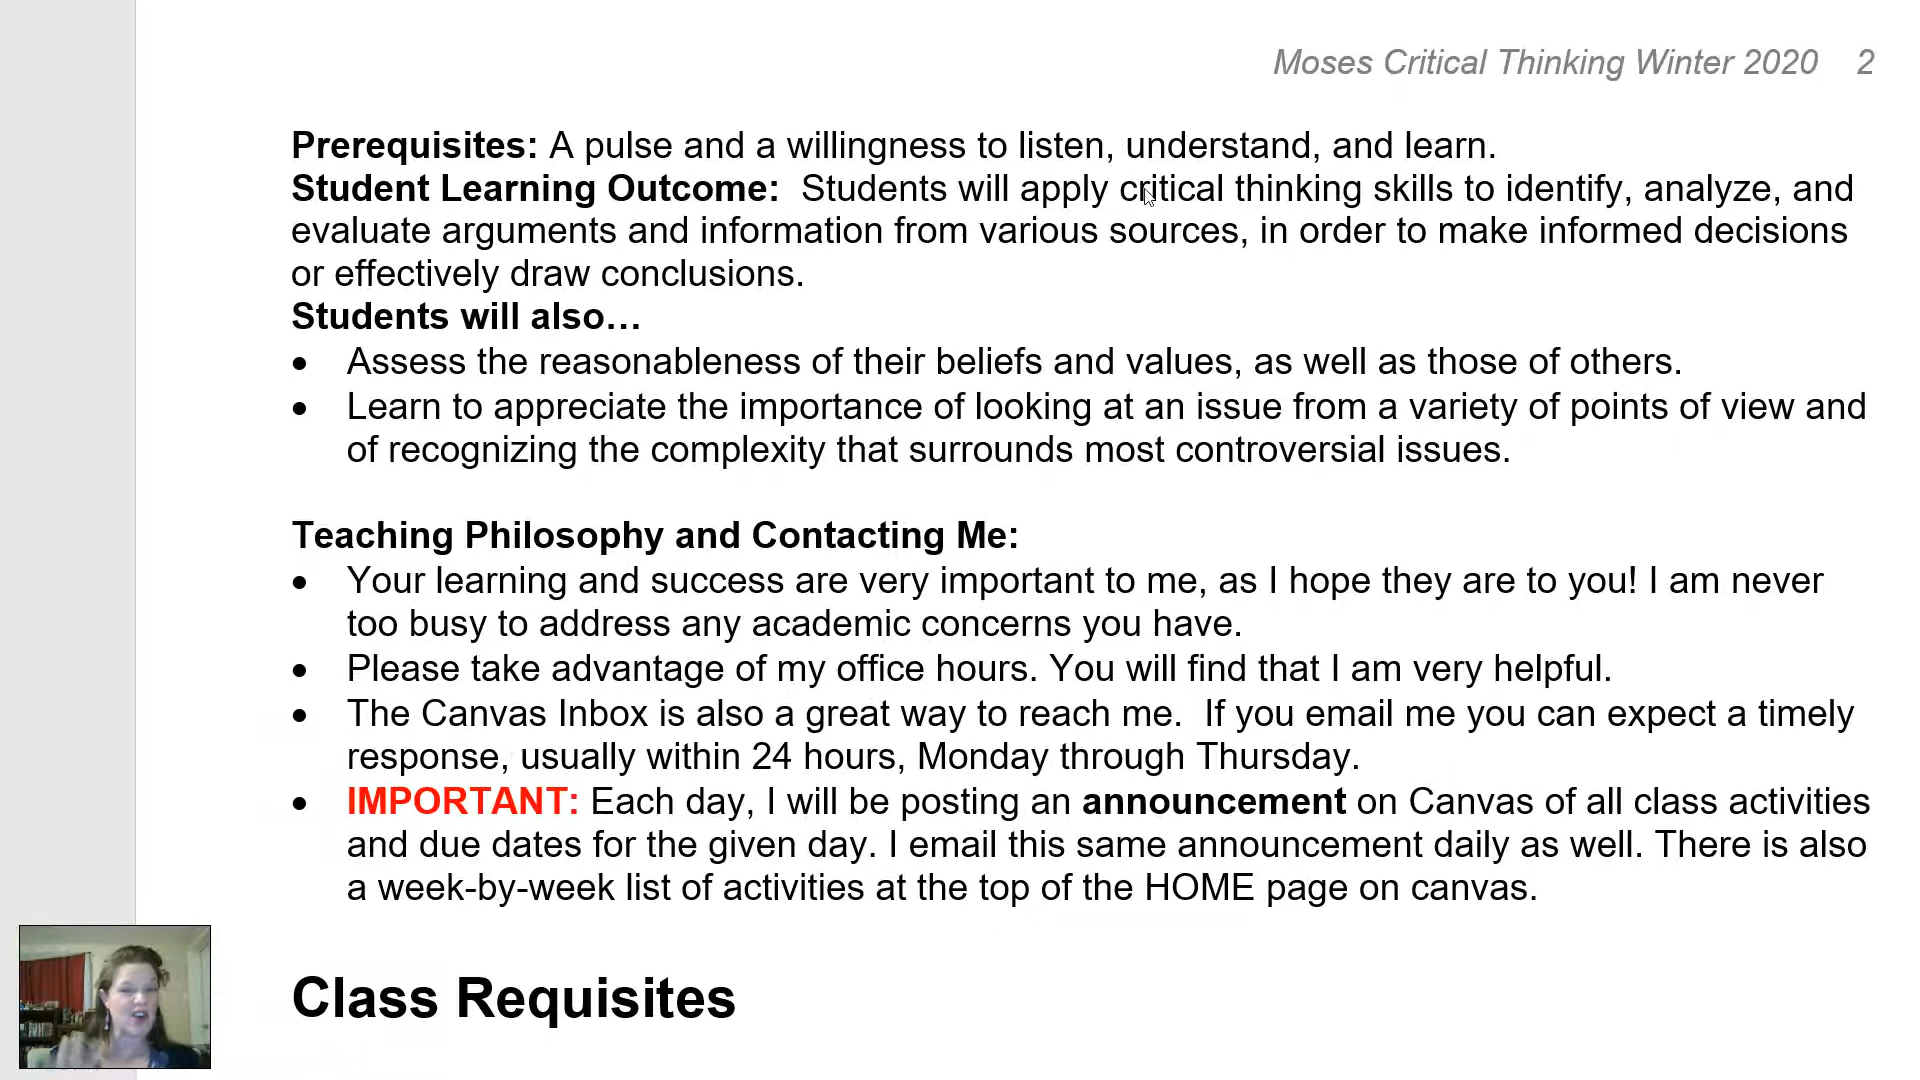 Moses Critical Thinking Winter 2020 2
Prerequisites: A pulse and a willingness to listen, understand, and learn.
Student Learning Outcome: Students will apply critical thinking skills to identify, analyze, and
evaluate arguments and information from various sources, in order to make informed decisions
or effectively draw conclusions.
Students will also…
• Assess the reasonableness of their beliefs and values, as well as those of others.
• Learn to appreciate the importance of looking at an issue from a variety of points of view and
of recognizing the complexity that surrounds most controversial issues.
Teaching Philosophy and Contacting Me:
• Your learning and success are very important to me, as I hope they are to you! I am never
too busy to address any academic concerns you have.
• Please take advantage of my office hours. You will find that I am very helpful.
• The Canvas Inbox is also a great way to reach me. If you email me you can expect a timely
response, usually within 24 hours, Monday through Thursday.
• IMPORTANT: Each day, I will be posting an announcement on Canvas of all class activities
and due dates for the given day. I email this same announcement daily as well. There is also
a week-by-week list of activities at the top of the HOME page on canvas.
Class Requisites